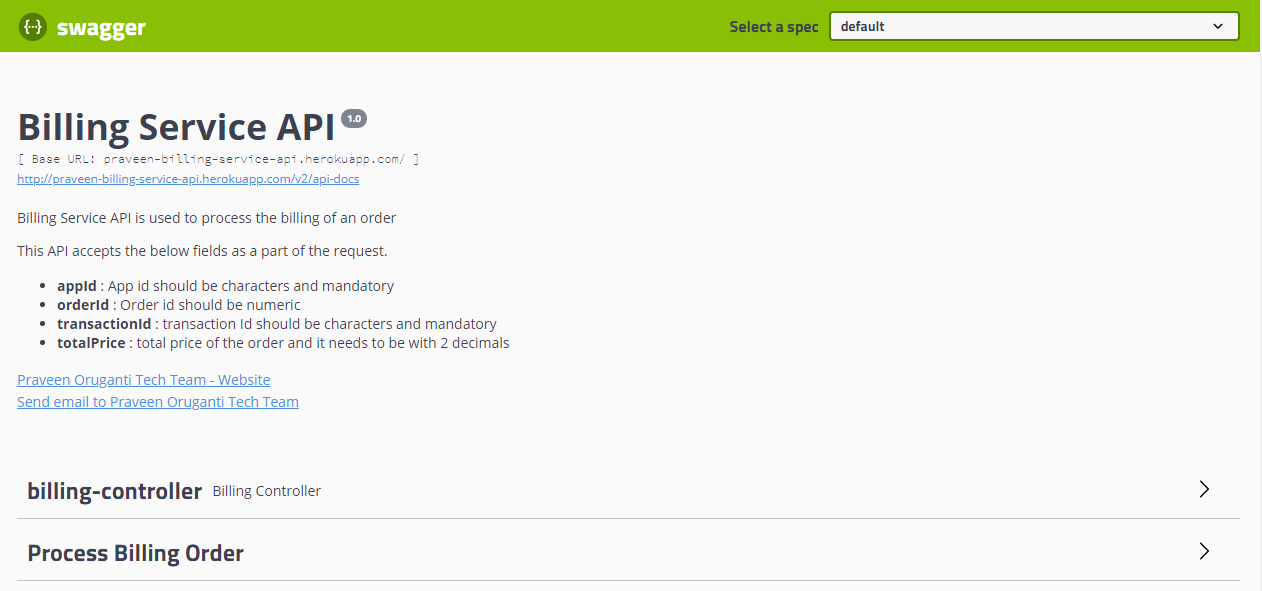 {··} swagger
Select a spec default
Billing Service API 1.0
[ Base URL: praveen-billing-service-api.herokuapp.com/ ]
http://praveen-billing-service-api.herokuapp.com/v2/api-docs
Billing Service API is used to process the billing of an order
This API accepts the below fields as a part of the request.
• appId : App id should be characters and mandatory
• orderId : Order id should be numeric
• transactionId : transaction Id should be characters and mandatory
• totalPrice : total price of the order and it needs to be with 2 decimals
Praveen Oruganti Tech Team - Website
Send email to Praveen Oruganti Tech Team
billing-controller Billing Controller
Process Billing Order